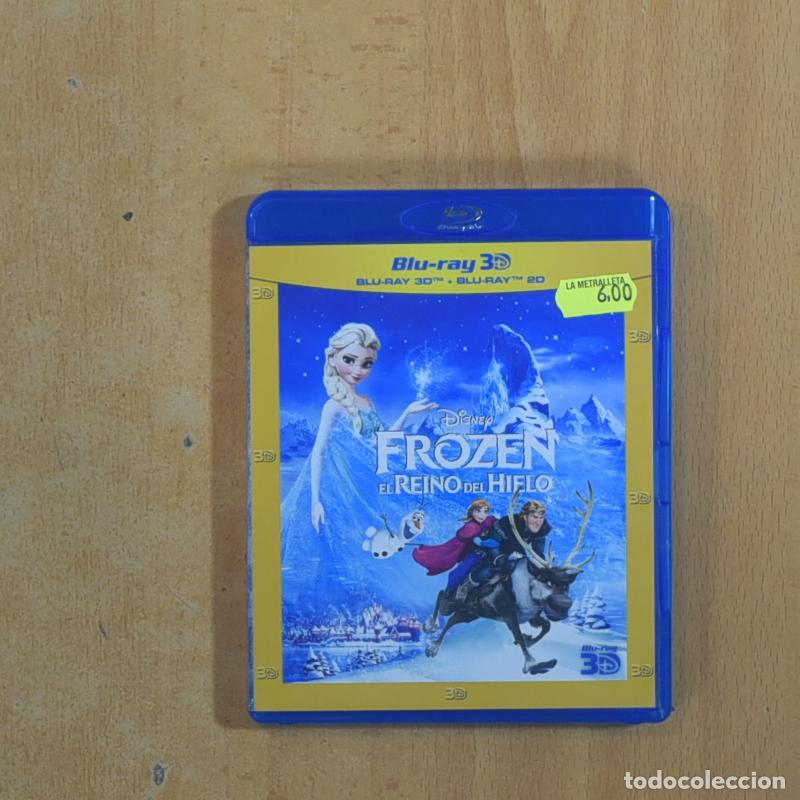 Blu-ray 3D
BLU-RAY 3D™ + BLU-RAY™ 2D
LA METRALLETA
6.00
3D
3D
Disney
FROZEN
EL REINO DEL HIELO
3D
3D
Blu-ray
3D
3D
3D
3D
todocoleccion